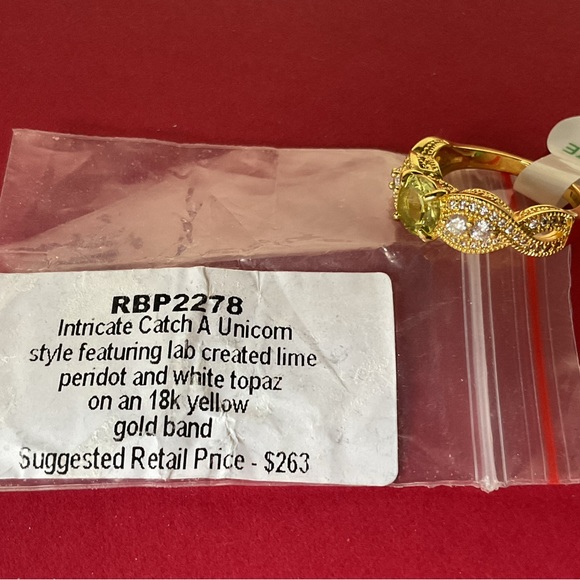 RBP2278
Intricate Catch A Unicorn
style featuring lab created lime
peridot and white topaz
on an 18k yellow
gold band
Suggested Retail Price - $263